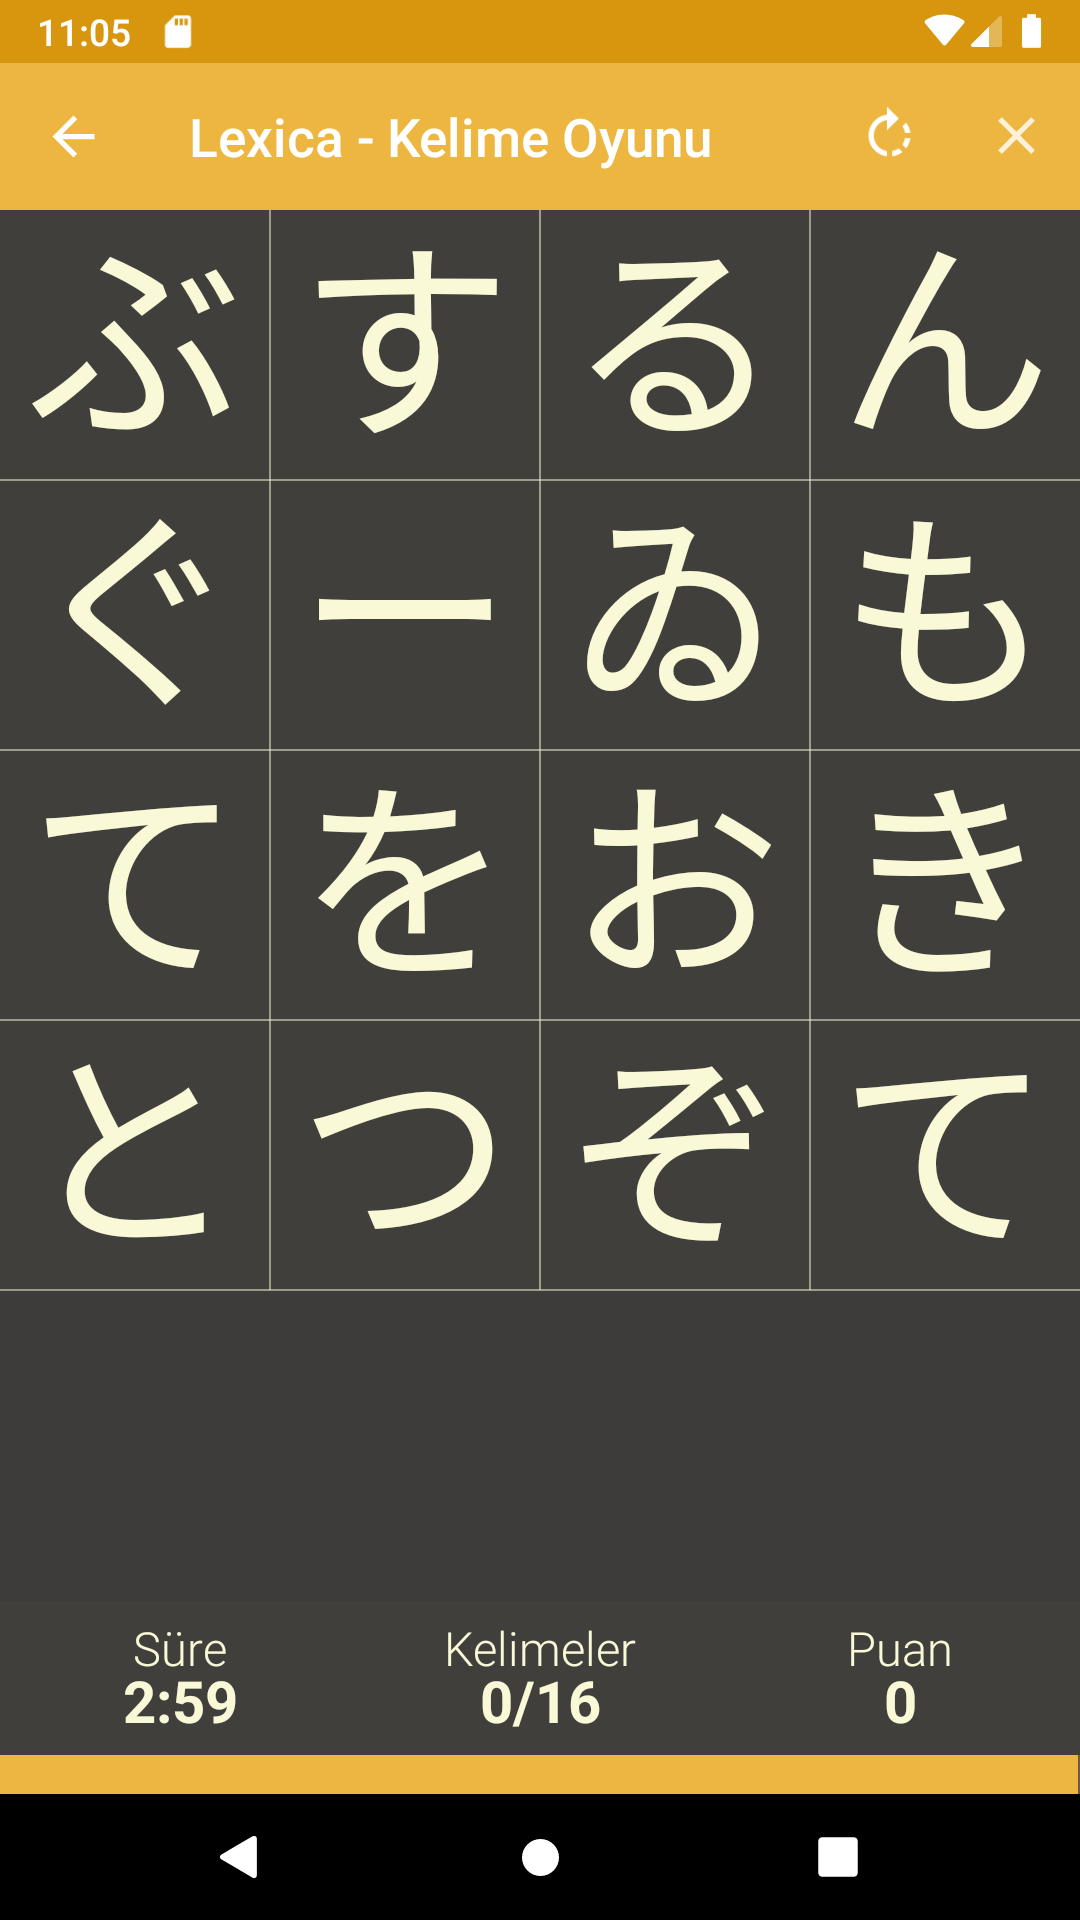 11:05
Lexica - Kelime Oyunu
ぶ す る ん
ぐ ー ゐ も
て を お き
と つ ぞ て
Süre Kelimeler Puan
2:59 0/16 0